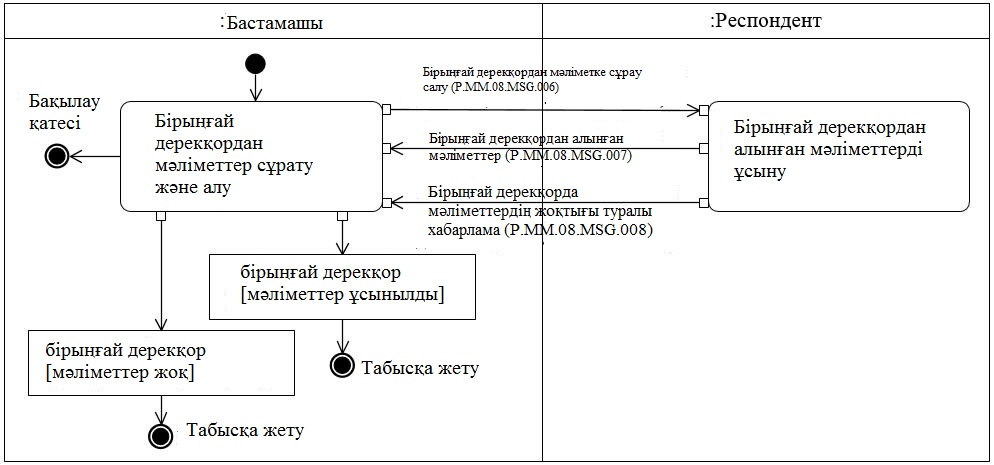 :Бастамашы
:Респондент
Бірыңғай дерекқордан мәліметке сұрау
салу (P.MM.08.MSG.006)
Бақылау
қатесі
Бірыңғай
дерекқордан
мәліметтер сұрату
және алу
Бірыңғай дерекқордан алынған
мәліметтер (P.MM.08.MSG.007)
Бірыңғай дерекқордан
алынған мәліметтерді
ұсыну
Бірыңғай дерекқорда
мәліметтердің жоқтығы туралы
хабарлама (P.MM.08.MSG.008)
бірыңғай дерекқор
[мәліметтер ұсынылды]
бірыңғай дерекқор
[мәліметтер жоқ]
Табысқа жету
Табысқа жету